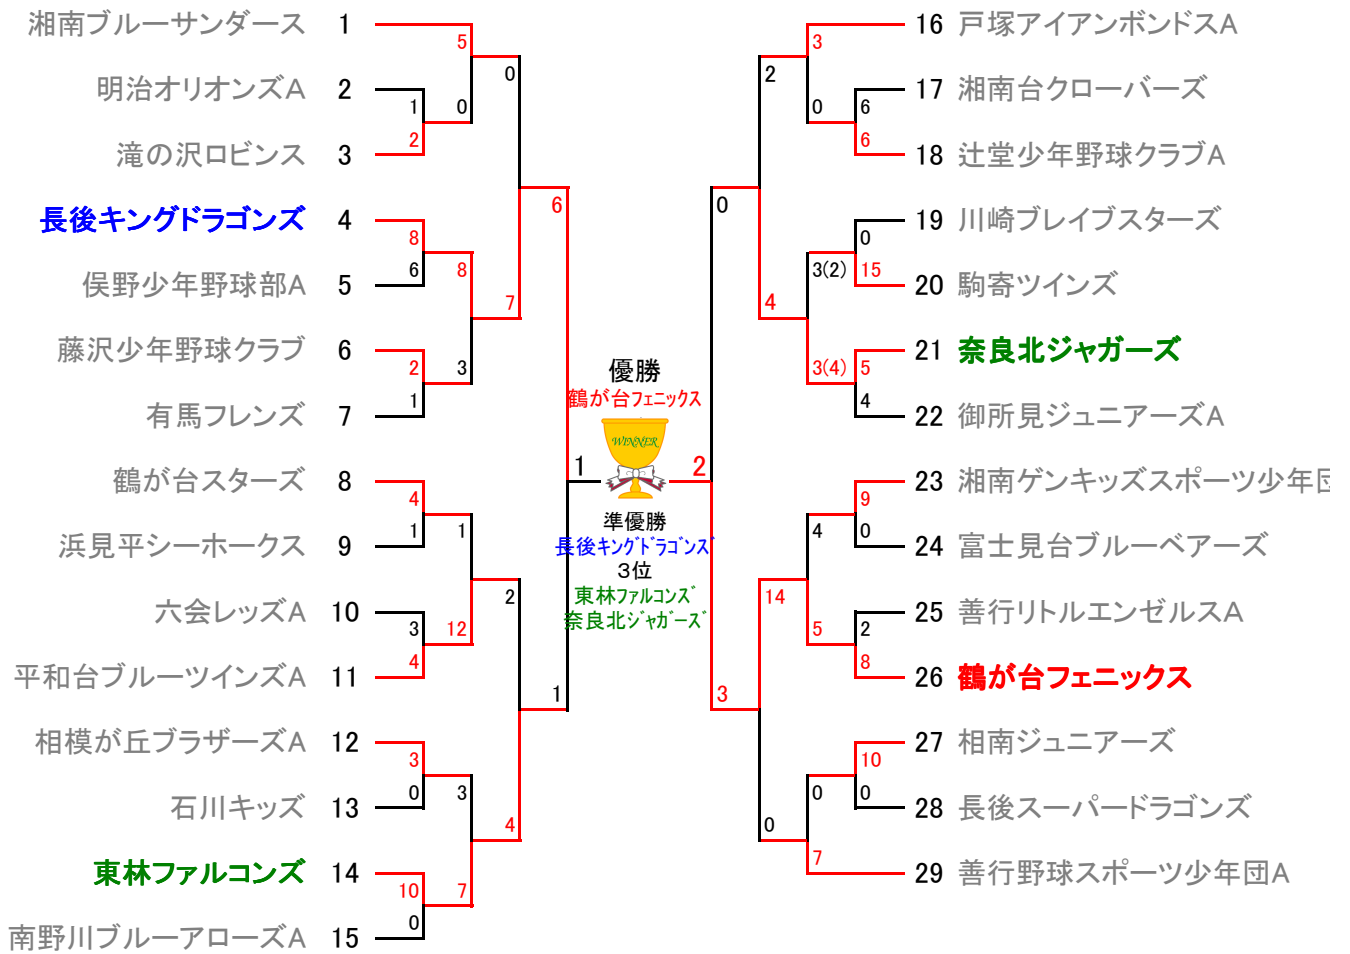 湘南ブルーサンダース 1
明治オリオンズA 2
滝の沢ロビンス 3
長後キングドラゴンズ 4
俣野少年野球部A 5
藤沢少年野球クラブ 6
有馬フレンズ 7
鶴が台スターズ 8
浜見平シーホークス 9
六会レッズA 10
平和台ブルーツインズA 11
相模が丘ブラザーズA 12
石川キッズ 13
東林ファルコンズ 14
南野川ブルーアローズA 15
5
0
1
0
2
8
6
8
7
6
2
3
1
4
1
1
2
3
12
4
1
3
0
3
4
10
7
0
1
優勝
鶴が台フェニックス
WINNER
準優勝
長後キングドラゴンズ
3位
東林ファルコンズ
奈良北ジャガーズ
2
3
2
0
6
6
0
0
3(2)
15
4
3(4)
5
4
9
4
0
14
2
5
8
3
10
0
0
0
7
16 戸塚アイアンボンドスA
17 湘南台クローバーズ
18 辻堂少年野球クラブA
19 川崎ブレイブスターズ
20 駒寄ツインズ
21 奈良北ジャガーズ
22 御所見ジュニアーズA
23 湘南ゲンキッズスポーツ少年団
24 富士見台ブルーベアーズ
25 善行リトルエンゼルスA
26 鶴が台フェニックス
27 相南ジュニアーズ
28 長後スーパードラゴンズ
29 善行野球スポーツ少年団A